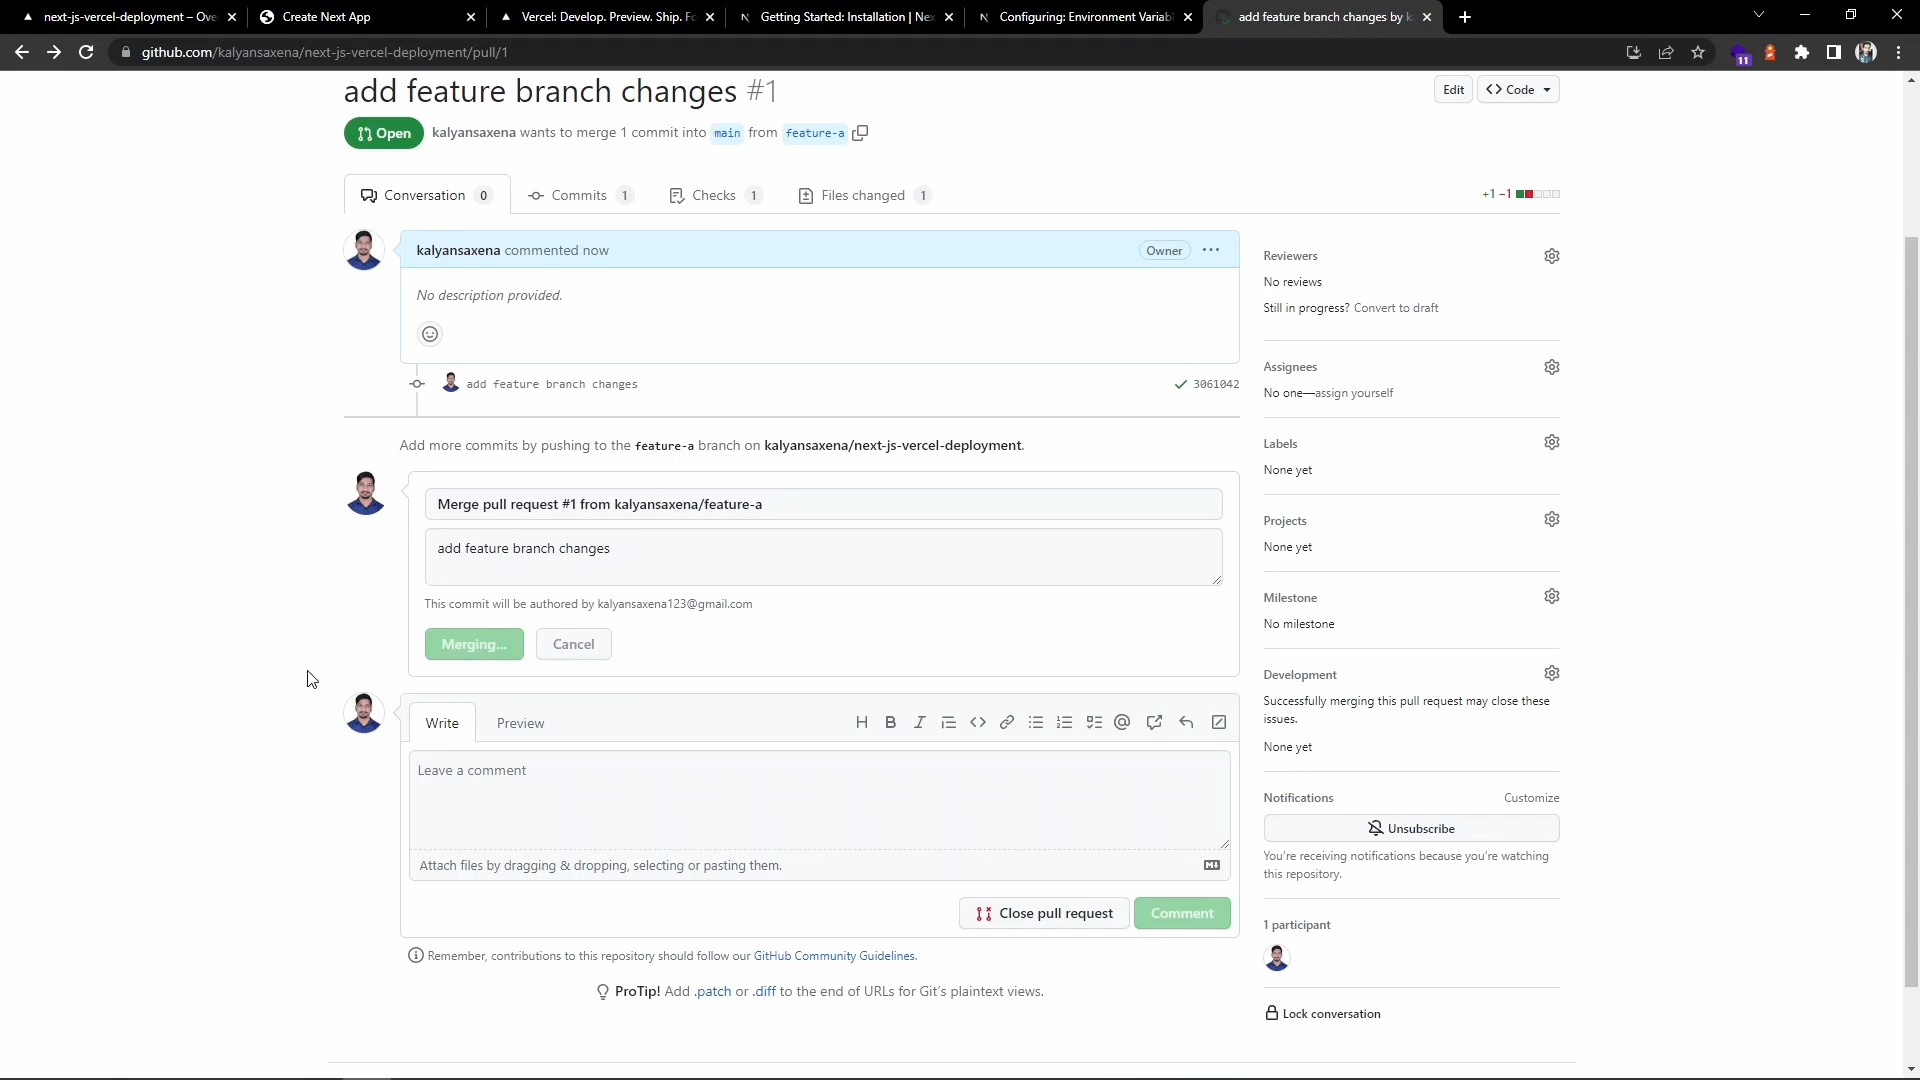 next-js-vercel-deployment – Ove
Create Next App
Vercel: Develop. Preview. Ship. Fo
Getting Started: Installation | Nex
Configuring: Environment Variabl
add feature branch changes by k
github.com/kalyansaxena/next-js-vercel-deployment/pull/1
11
add feature branch changes #1
Edit
Code
Open
kalyansaxena wants to merge 1 commit into main from feature-a
Conversation 0
Commits 1
Checks 1
Files changed 1
+1 −1
kalyansaxena commented now
Owner
No description provided.
add feature branch changes
3061042
Add more commits by pushing to the feature-a branch on kalyansaxena/next-js-vercel-deployment.
Merge pull request #1 from kalyansaxena/feature-a
add feature branch changes
This commit will be authored by kalyansaxena123@gmail.com
Merging...
Cancel
Write
Preview
Leave a comment
Attach files by dragging & dropping, selecting or pasting them.
Close pull request
Comment
Remember, contributions to this repository should follow our GitHub Community Guidelines.
ProTip! Add .patch or .diff to the end of URLs for Git's plaintext views.
Reviewers
No reviews
Still in progress? Convert to draft
Assignees
No one—assign yourself
Labels
None yet
Projects
None yet
Milestone
No milestone
Development
Successfully merging this pull request may close these
issues.
None yet
Notifications
Customize
Unsubscribe
You're receiving notifications because you're watching
this repository.
1 participant
Lock conversation